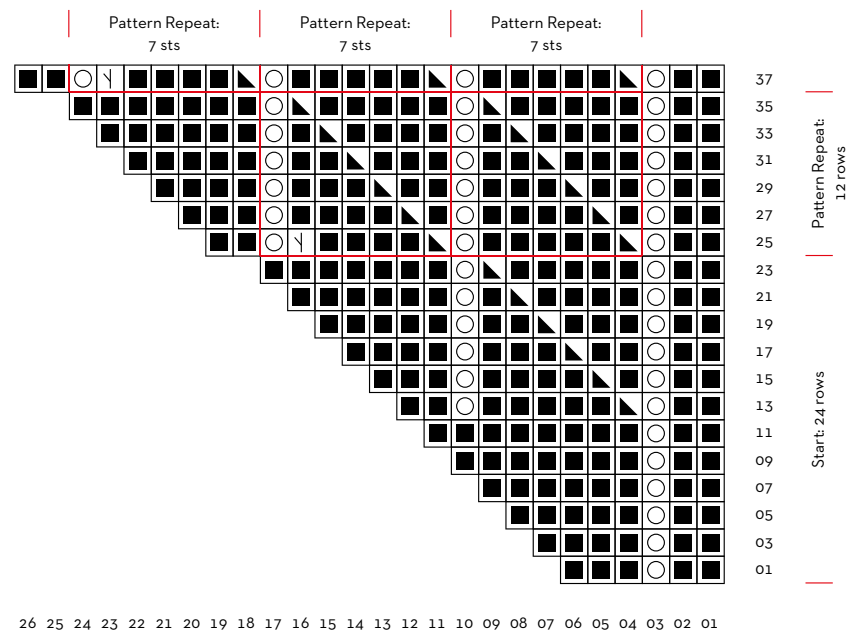 Pattern Repeat:
7 sts
Pattern Repeat:
7 sts
Pattern Repeat:
7 sts
37
35
33
31
29
27
25
23
21
19
17
15
13
11
09
07
05
03
01
Pattern Repeat:
12 rows
Start: 24 rows
26 25 24 23 22 21 20 19 18 17 16 15 14 13 12 11 10 09 08 07 06 05 04 03 02 01